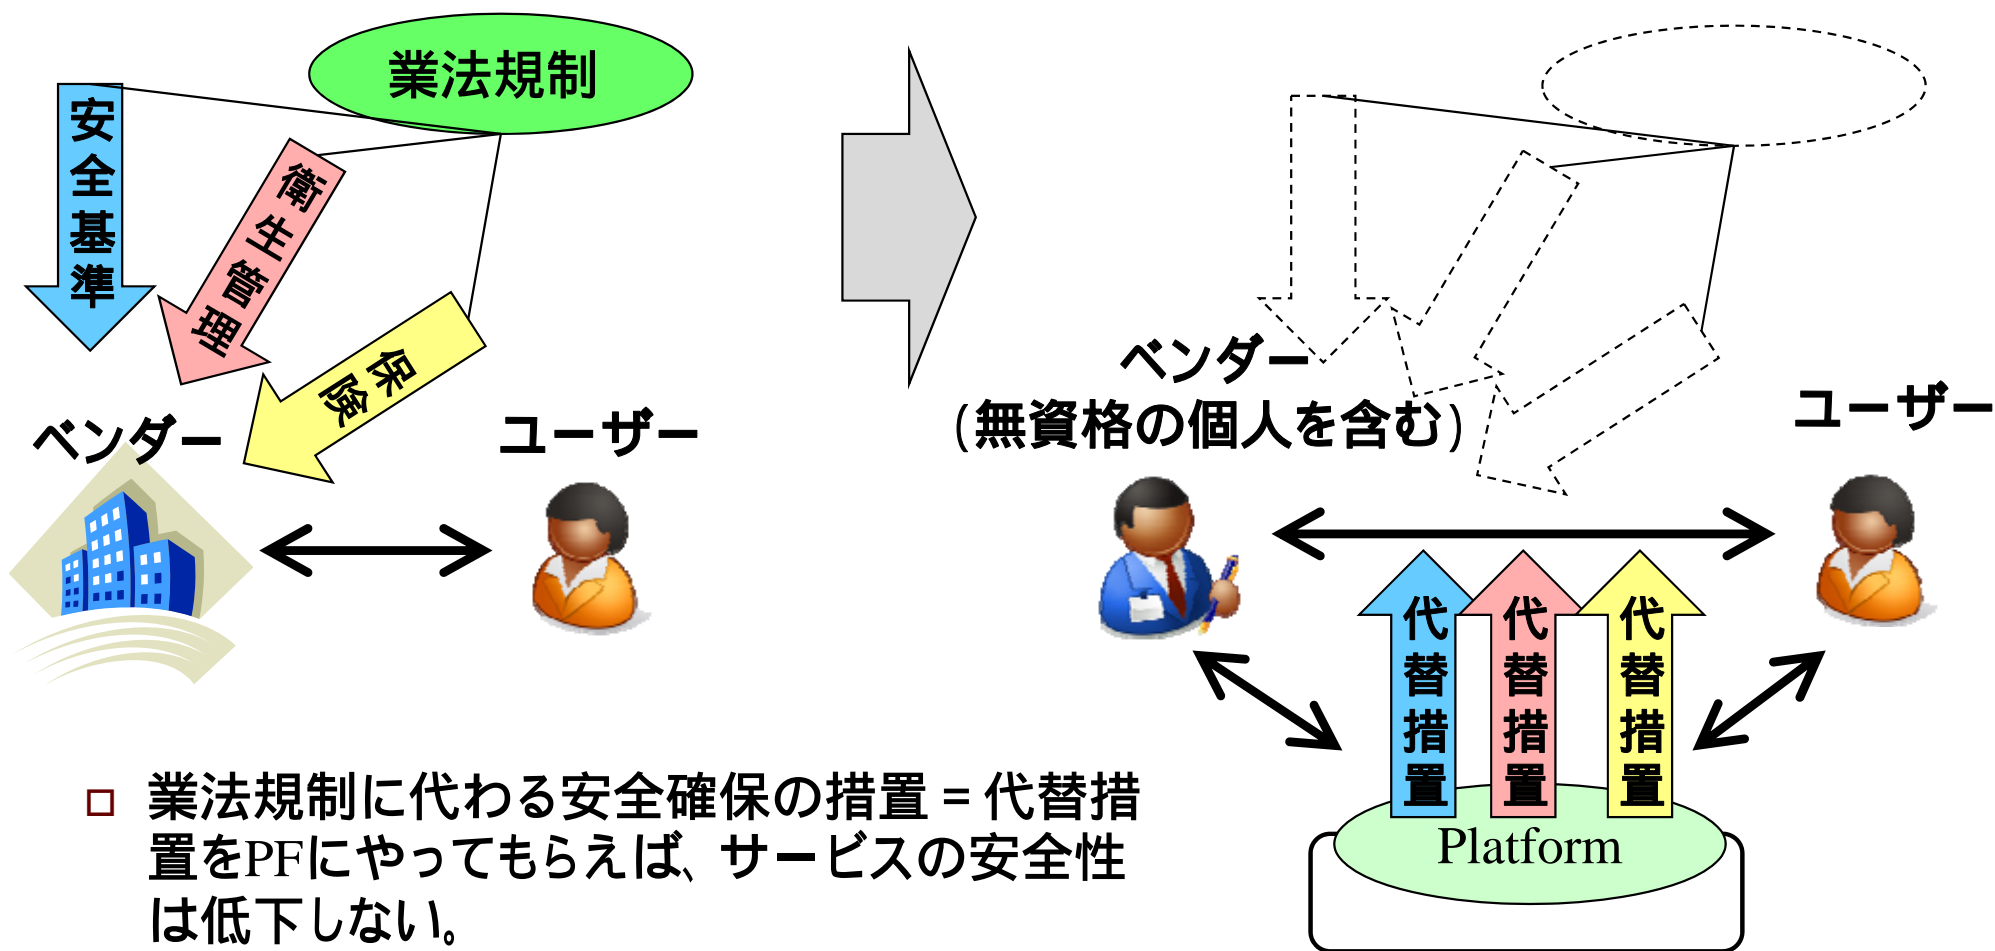 業法規制
安全基準
衛生管理
保険
ベンダー
ユーザー
ベンダー
(無資格の個人を含む)
ユーザー
代替措置
代替措置
代替措置
Platform
業法規制に代わる安全確保の措置=代替措
置をPFにやってもらえば、サービスの安全性
は低下しない。